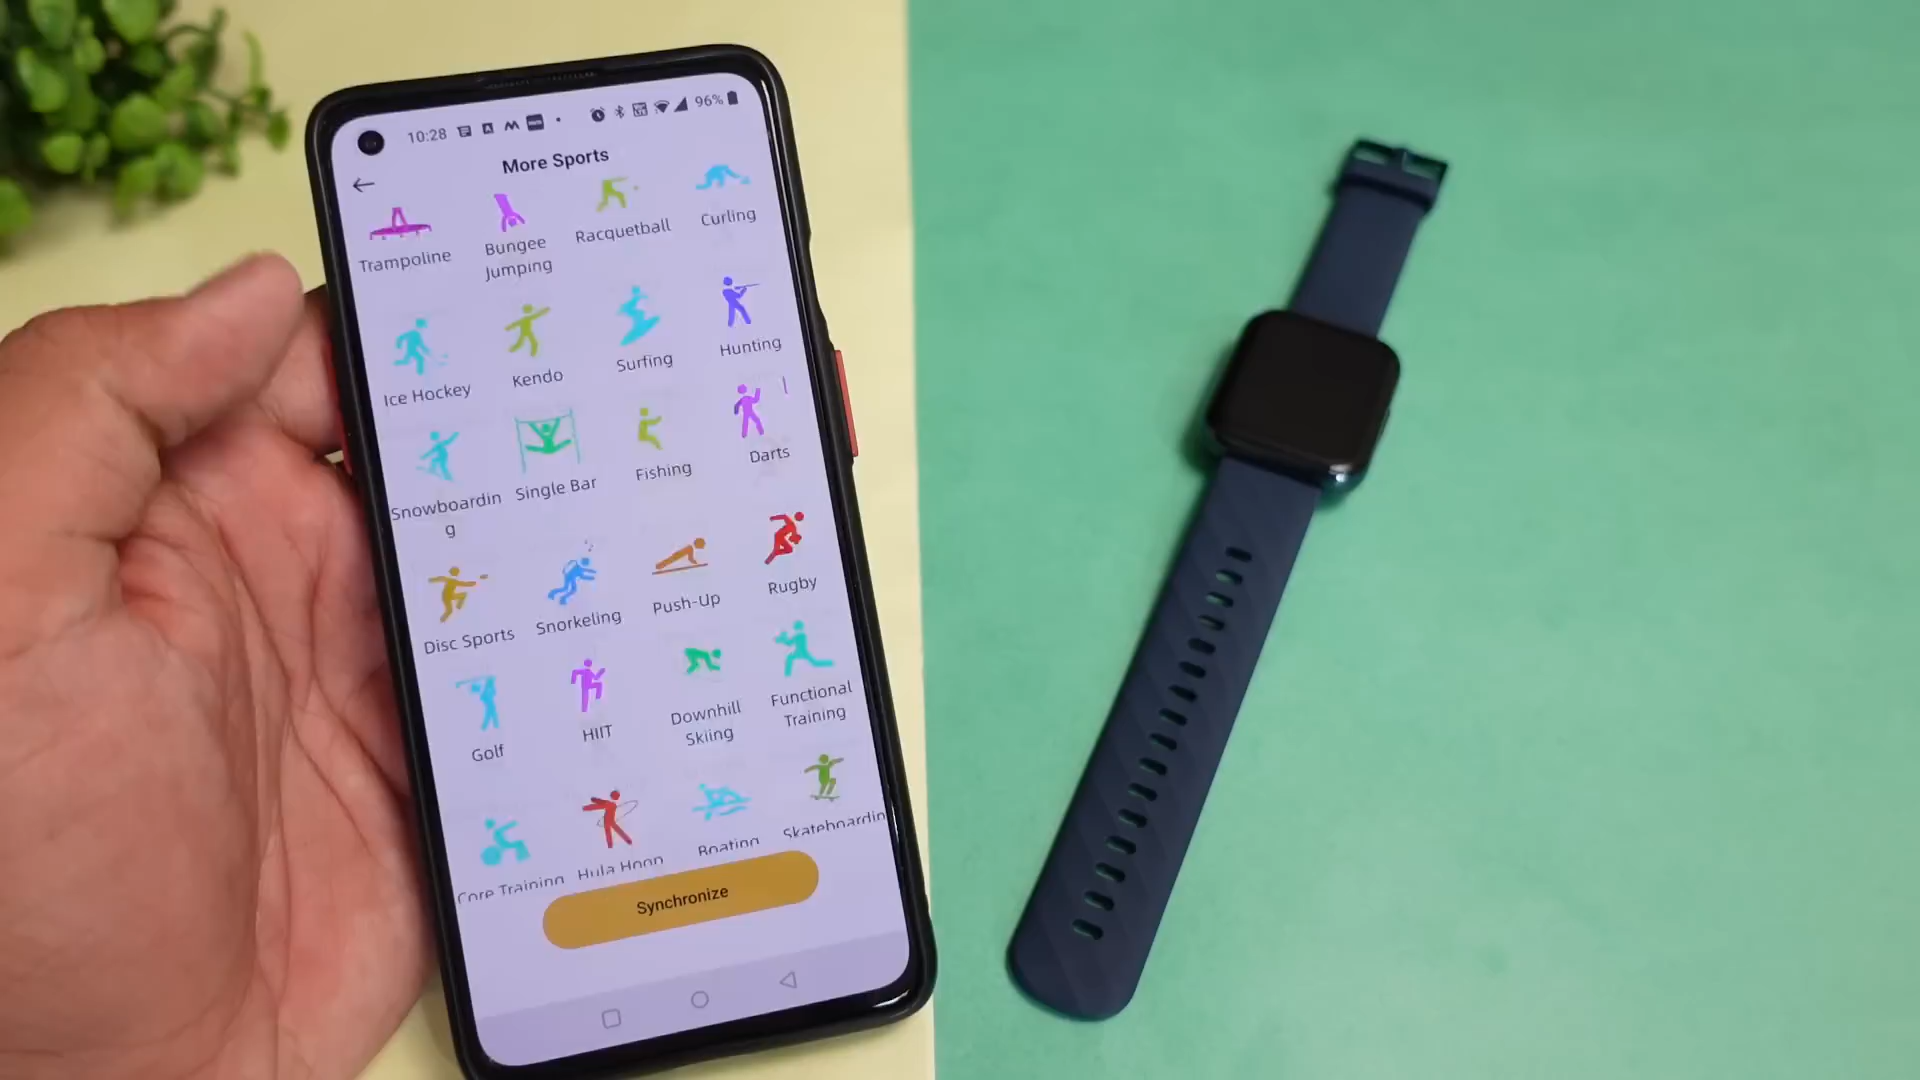 10:28
96%
More Sports
Trampoline
Bungee
Jumping
Racquetball
Curling
Ice Hockey
Kendo
Surfing
Hunting
Snowboardin
g
Single Bar
Fishing
Darts
Disc Sports
Snorkeling
Push-Up
Rugby
Golf
HIIT
Downhill
Skiing
Functional
Training
Core Training
Hula Hoop
Boating
Skateboardin
Synchronize